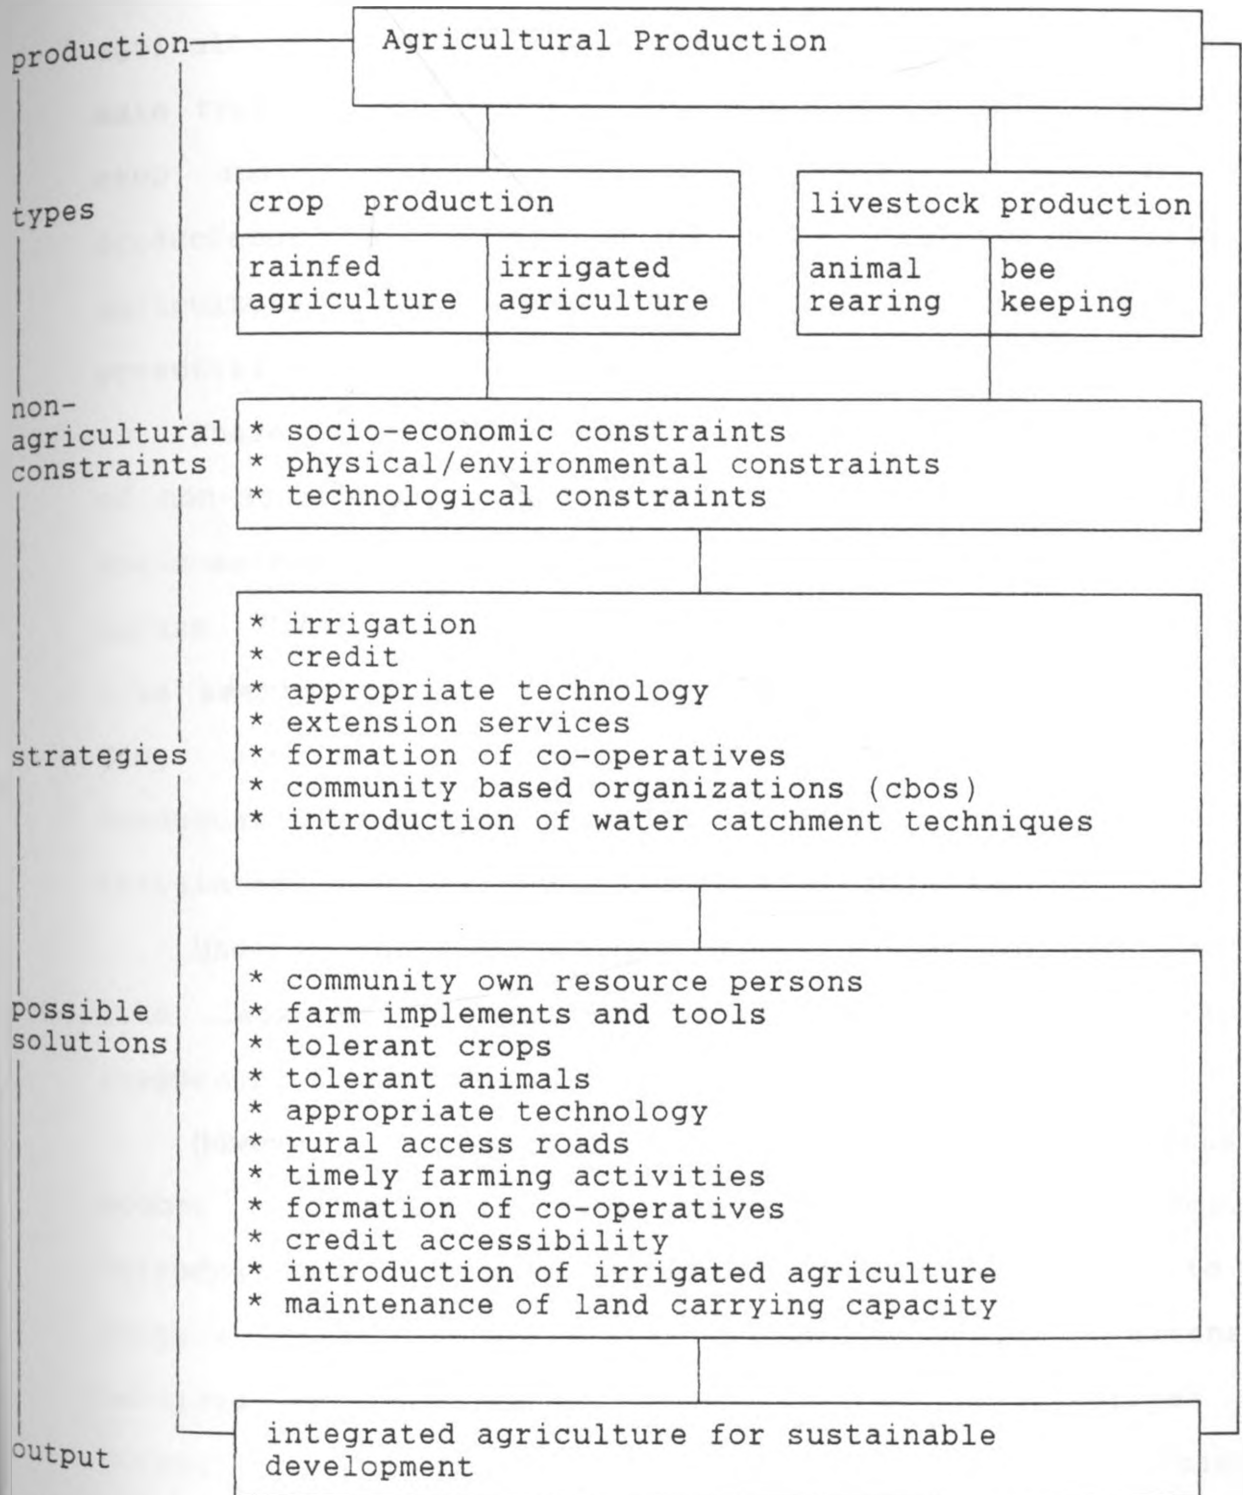 production
Agricultural Production
types
crop production
livestock production
rainfed agriculture
irrigated agriculture
animal rearing
bee keeping
non-
agricultural
constraints
* socio-economic constraints
* physical/environmental constraints
* technological constraints
strategies
* irrigation
* credit
* appropriate technology
* extension services
* formation of co-operatives
* community based organizations (cbos)
* introduction of water catchment techniques
possible
solutions
* community own resource persons
* farm implements and tools
* tolerant crops
* tolerant animals
* appropriate technology
* rural access roads
* timely farming activities
* formation of co-operatives
* credit accessibility
* introduction of irrigated agriculture
* maintenance of land carrying capacity
output
integrated agriculture for sustainable
development